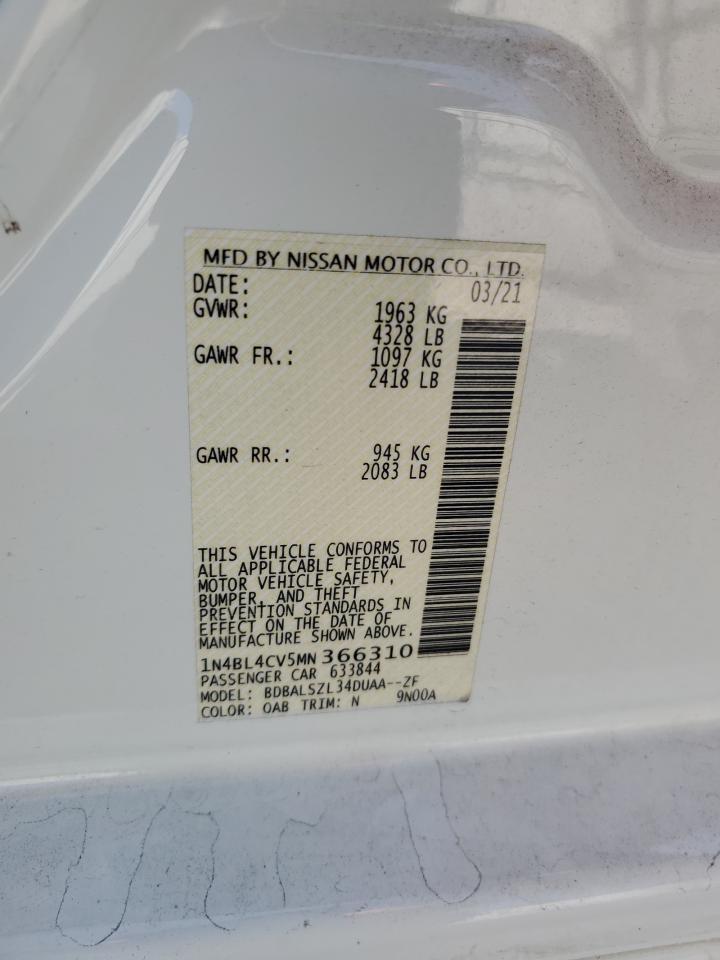 MFD BY NISSAN MOTOR CO., LTD.
DATE: 03/21
GVWR: 1963 KG
4328 LB
GAWR FR.: 1097 KG
2418 LB
GAWR RR.: 945 KG
2083 LB
THIS VEHICLE CONFORMS TO
ALL APPLICABLE FEDERAL
MOTOR VEHICLE SAFETY,
BUMPER, AND THEFT
PREVENTION STANDARDS IN
EFFECT ON THE DATE OF
MANUFACTURE SHOWN ABOVE.
1N4BL4CV5MN366310
PASSENGER CAR 633844
MODEL: BDBALSZL34DUAA--ZF
COLOR: QAB TRIM: N 9N00A